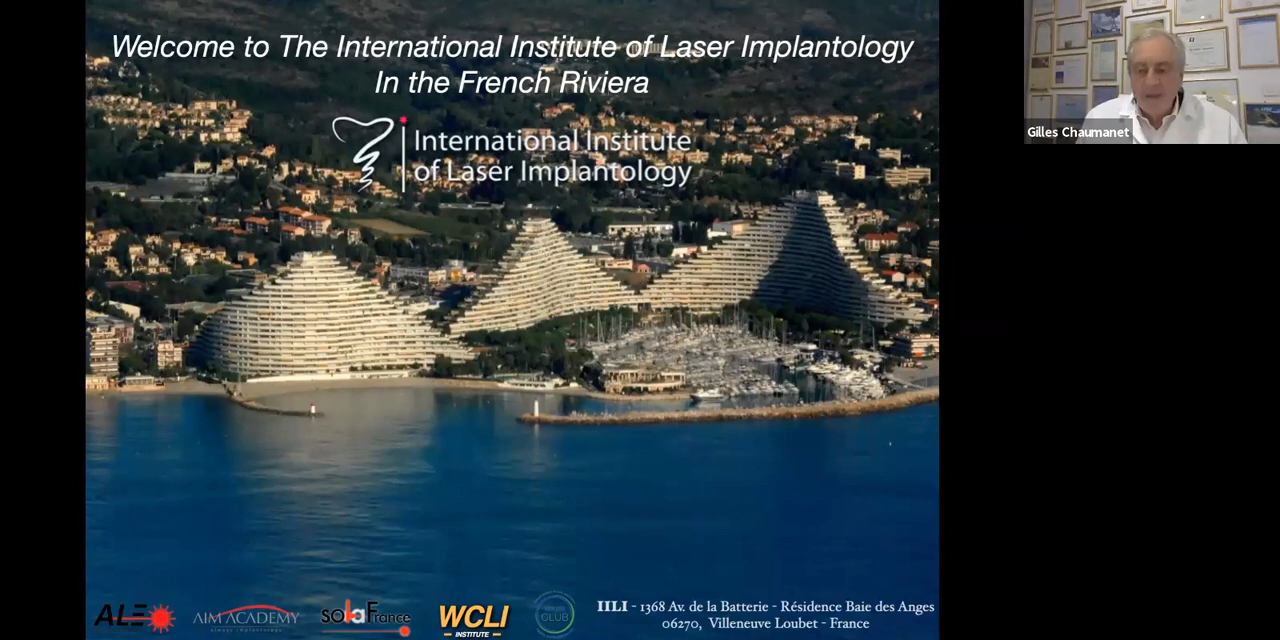 Welcome to The International Institute of Laser Implantology
In the French Riviera
International Institute
of Laser Implantology
Gilles Chaumanet
ALE
AIM ACADEMY
solaFrance
WCLI
INSTITUTE
CLUB
IILI - 1368 Av. de la Batterie - Résidence Baie des Anges
06270, Villeneuve Loubet - France